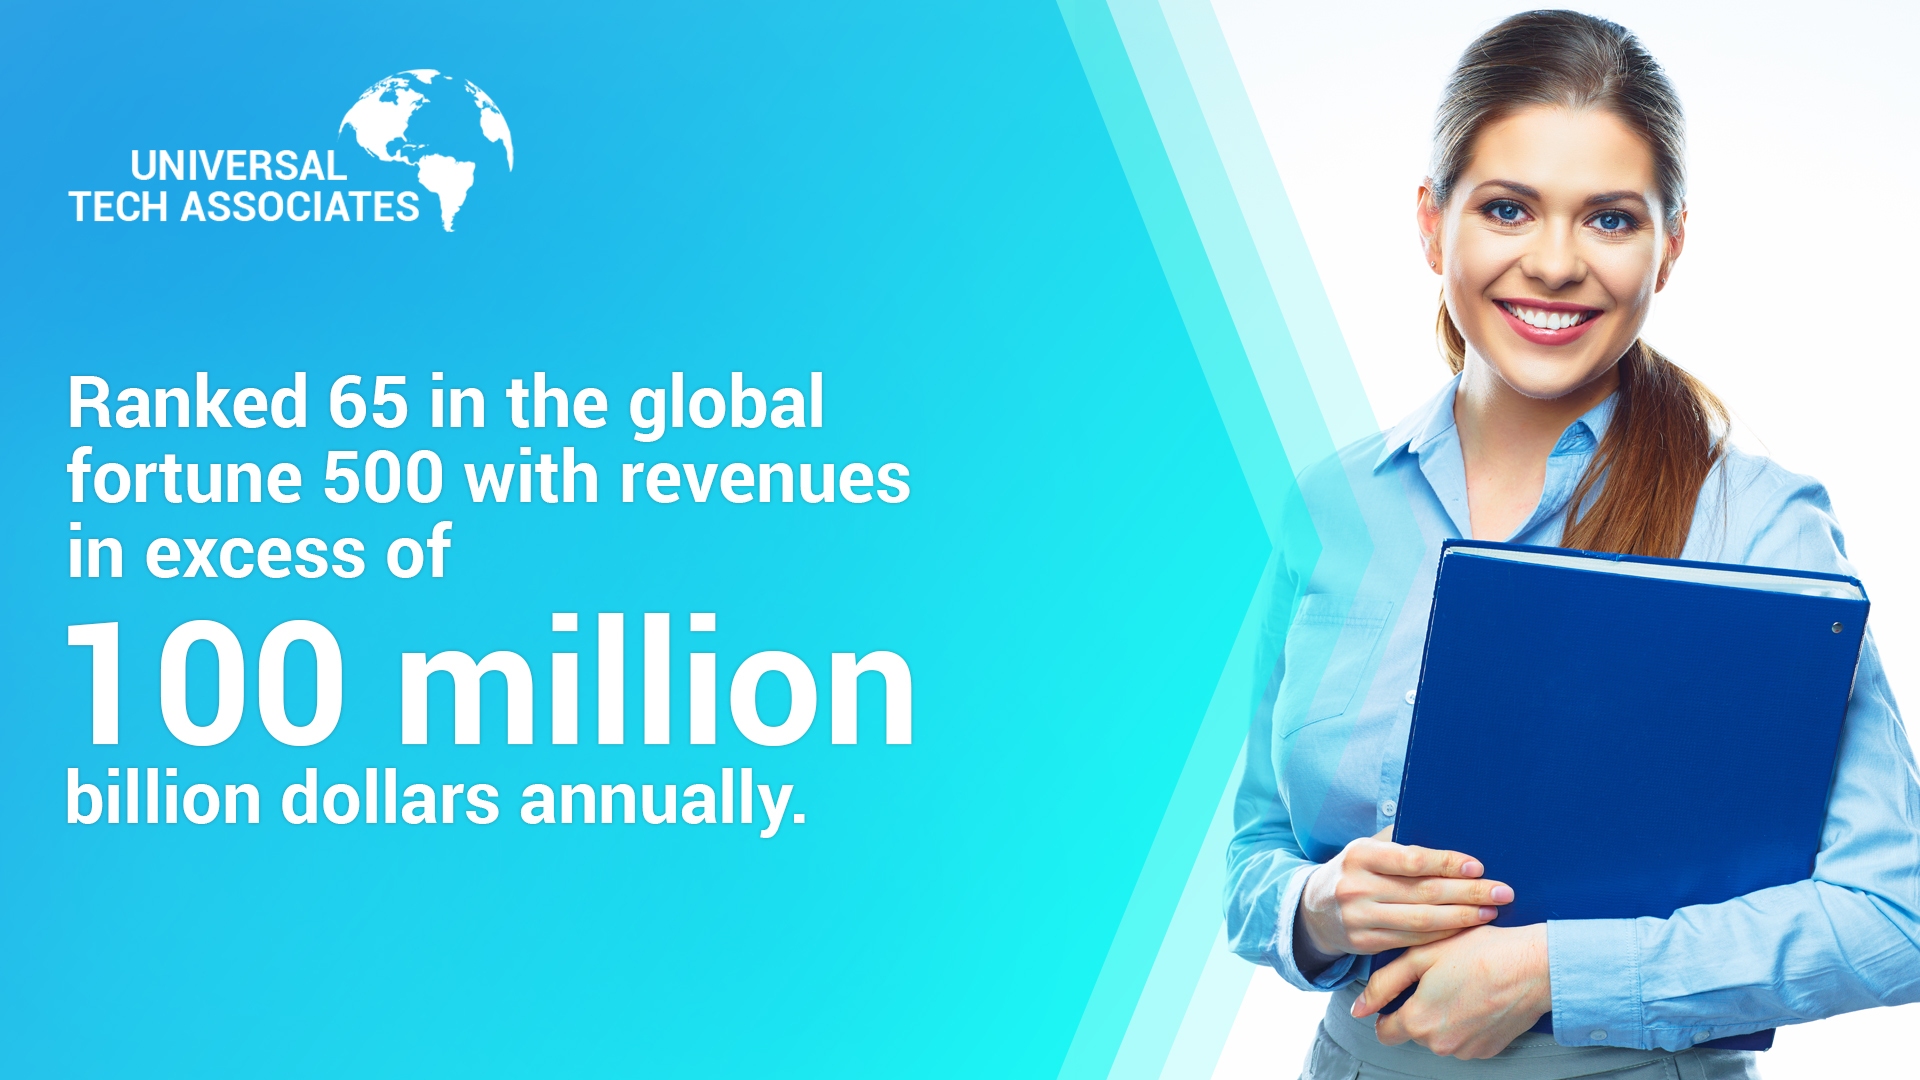 UNIVERSAL
TECH ASSOCIATES
Ranked 65 in the global
fortune 500 with revenues
in excess of
100 million
billion dollars annually.